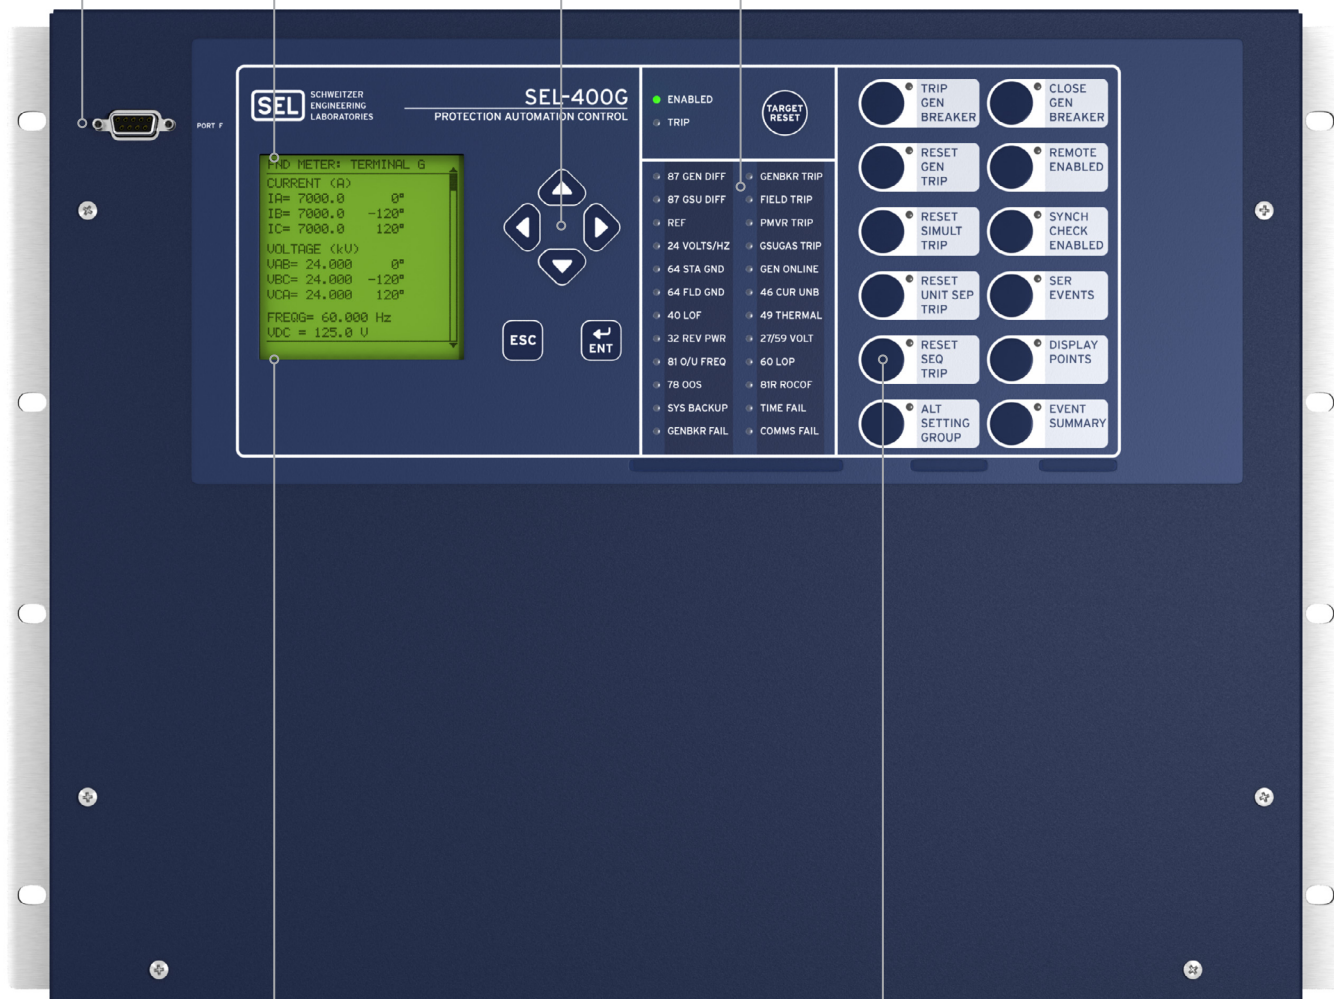 PORT F
SEL
SCHWEITZER
ENGINEERING
LABORATORIES
SEL-400G
PROTECTION AUTOMATION CONTROL
FND METER: TERMINAL G
CURRENT (A)
IA= 7000.0 0°
IB= 7000.0 -120°
IC= 7000.0 120°
VOLTAGE (kV)
VAB= 24.000 0°
VBC= 24.000 -120°
VCA= 24.000 120°
FREQG= 60.000 Hz
VDC = 125.0 V
ESC
ENT
ENABLED
TRIP
TARGET
RESET
87 GEN DIFF
87 GSU DIFF
REF
24 VOLTS/HZ
64 STA GND
64 FLD GND
40 LOF
32 REV PWR
81 O/U FREQ
78 OOS
SYS BACKUP
GENBKR FAIL
GENBKR TRIP
FIELD TRIP
PMVR TRIP
GSUGAS TRIP
GEN ONLINE
46 CUR UNB
49 THERMAL
27/59 VOLT
60 LOP
81R ROCOF
TIME FAIL
COMMS FAIL
TRIP
GEN
BREAKER
CLOSE
GEN
BREAKER
RESET
GEN
TRIP
REMOTE
ENABLED
RESET
SIMULT
TRIP
SYNCH
CHECK
ENABLED
RESET
UNIT SEP
TRIP
SER
EVENTS
RESET
SEQ
TRIP
DISPLAY
POINTS
ALT
SETTING
GROUP
EVENT
SUMMARY